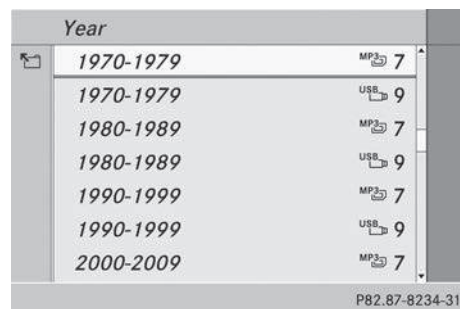 Year
1970-1979 MP3 7
1970-1979 USB 9
1980-1989 MP3 7
1980-1989 USB 9
1990-1999 MP3 7
1990-1999 USB 9
2000-2009 MP3 7
P82.87-8234-31